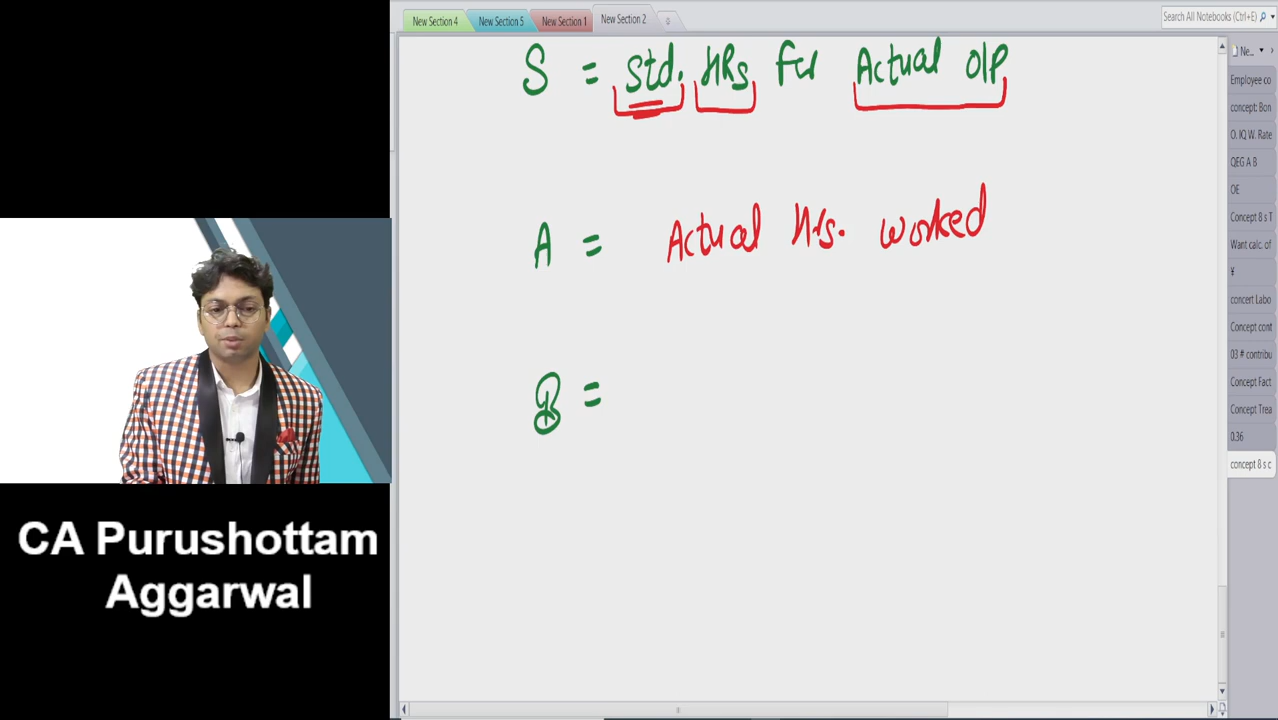 New Section 4
New Section 5
New Section 1
New Section 2
Search All Notebooks (Ctrl+E)
S = Std. HRs for Actual O/P
A = Actual Hrs. worked
B =
Ne...
Employee co
concept: Bon
O. IQ W. Rate
QEG A B
OE
Concept 8 s T
Want calc. of
¥
concert Labo
Concept cont
03 # contribu
Concept Fact
Concept Trea
0.36
concept 8 s c
CA Purushottam
Aggarwal